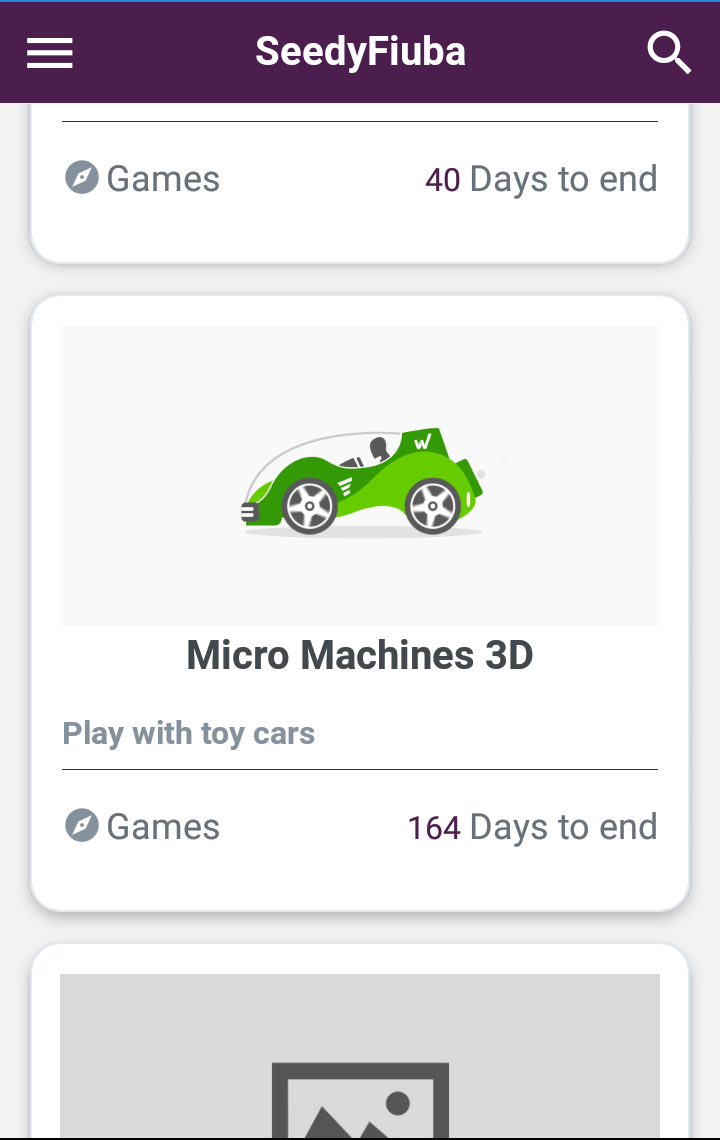 SeedyFiuba
Games 40 Days to end
W
Micro Machines 3D
Play with toy cars
Games 164 Days to end